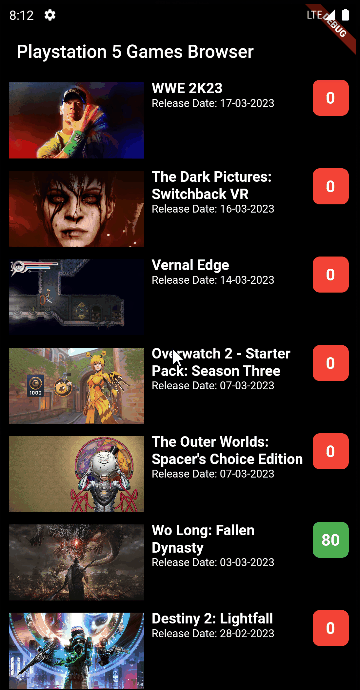 8:12
LTE
DEBUG
Playstation 5 Games Browser
WWE 2K23
Release Date: 17-03-2023
0
The Dark Pictures:
Switchback VR
Release Date: 16-03-2023
0
Vernal Edge
Release Date: 14-03-2023
0
Overwatch 2 - Starter
Pack: Season Three
Release Date: 07-03-2023
0
1000
The Outer Worlds:
Spacer's Choice Edition
Release Date: 07-03-2023
0
Wo Long: Fallen
Dynasty
Release Date: 03-03-2023
80
Destiny 2: Lightfall
Release Date: 28-02-2023
0